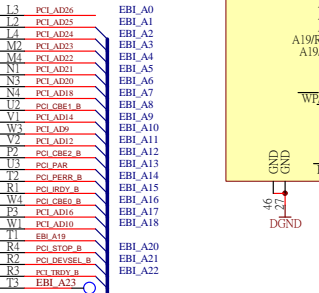 L3 PCI_AD26 EBI_A0
L2 PCI_AD25 EBI_A1
L4 PCI_AD24 EBI_A2
M2 PCI_AD23 EBI_A3
M4 PCI_AD22 EBI_A4
N1 PCI_AD21 EBI_A5
N3 PCI_AD20 EBI_A6
N4 PCI_AD18 EBI_A7
U2 PCI_CBE1_B EBI_A8
V1 PCI_AD14 EBI_A9
W3 PCI_AD9 EBI_A10
V2 PCI_AD12 EBI_A11
P2 PCI_CBE2_B EBI_A12
U3 PCI_PAR EBI_A13
T2 PCI_PERR_B EBI_A14
R1 PCI_IRDY_B EBI_A15
W4 PCI_CBE0_B EBI_A16
P3 PCI_AD16 EBI_A17
W1 PCI_AD10 EBI_A18
T1 EBI_A19
R4 PCI_STOP_B EBI_A20
R2 PCI_DEVSEL_B EBI_A21
R3 PCI_TRDY_B EBI_A22
T3 EBI_A23
A19/R
A19/
WP/
GND
GND
46
27
DGND